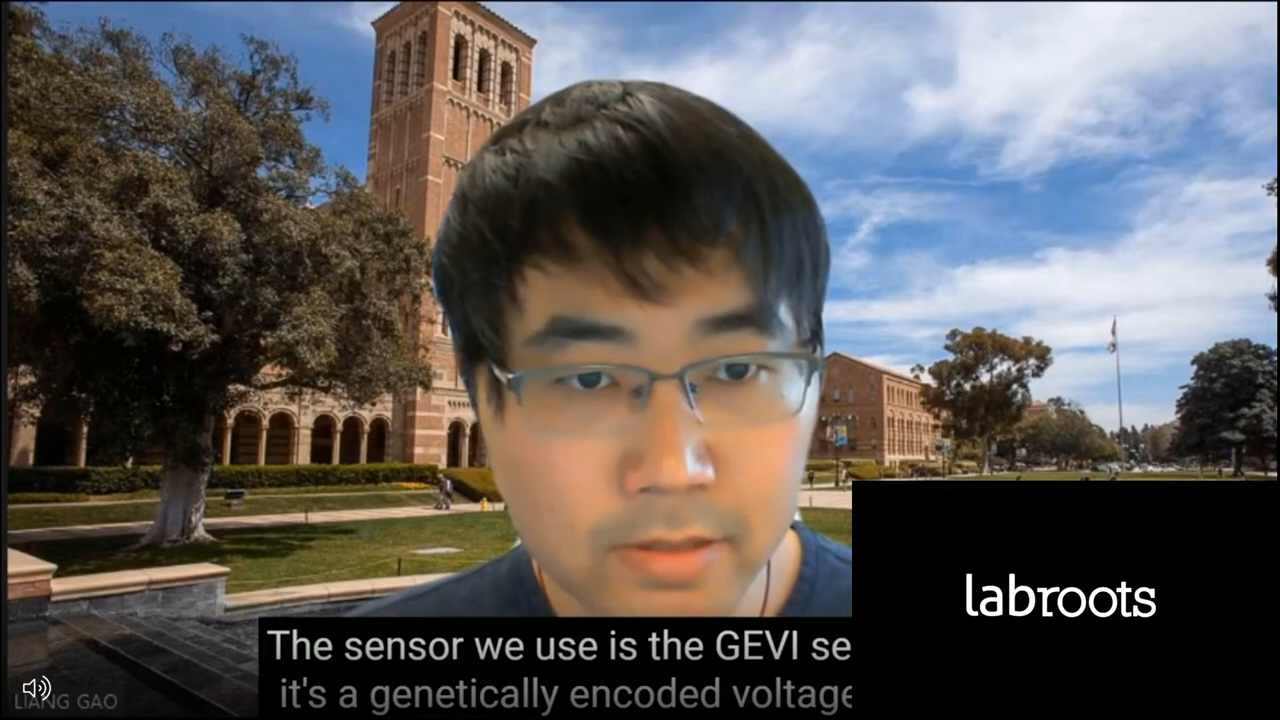 labroots
The sensor we use is the GEVI se
it's a genetically encoded voltage
LIANG GAO